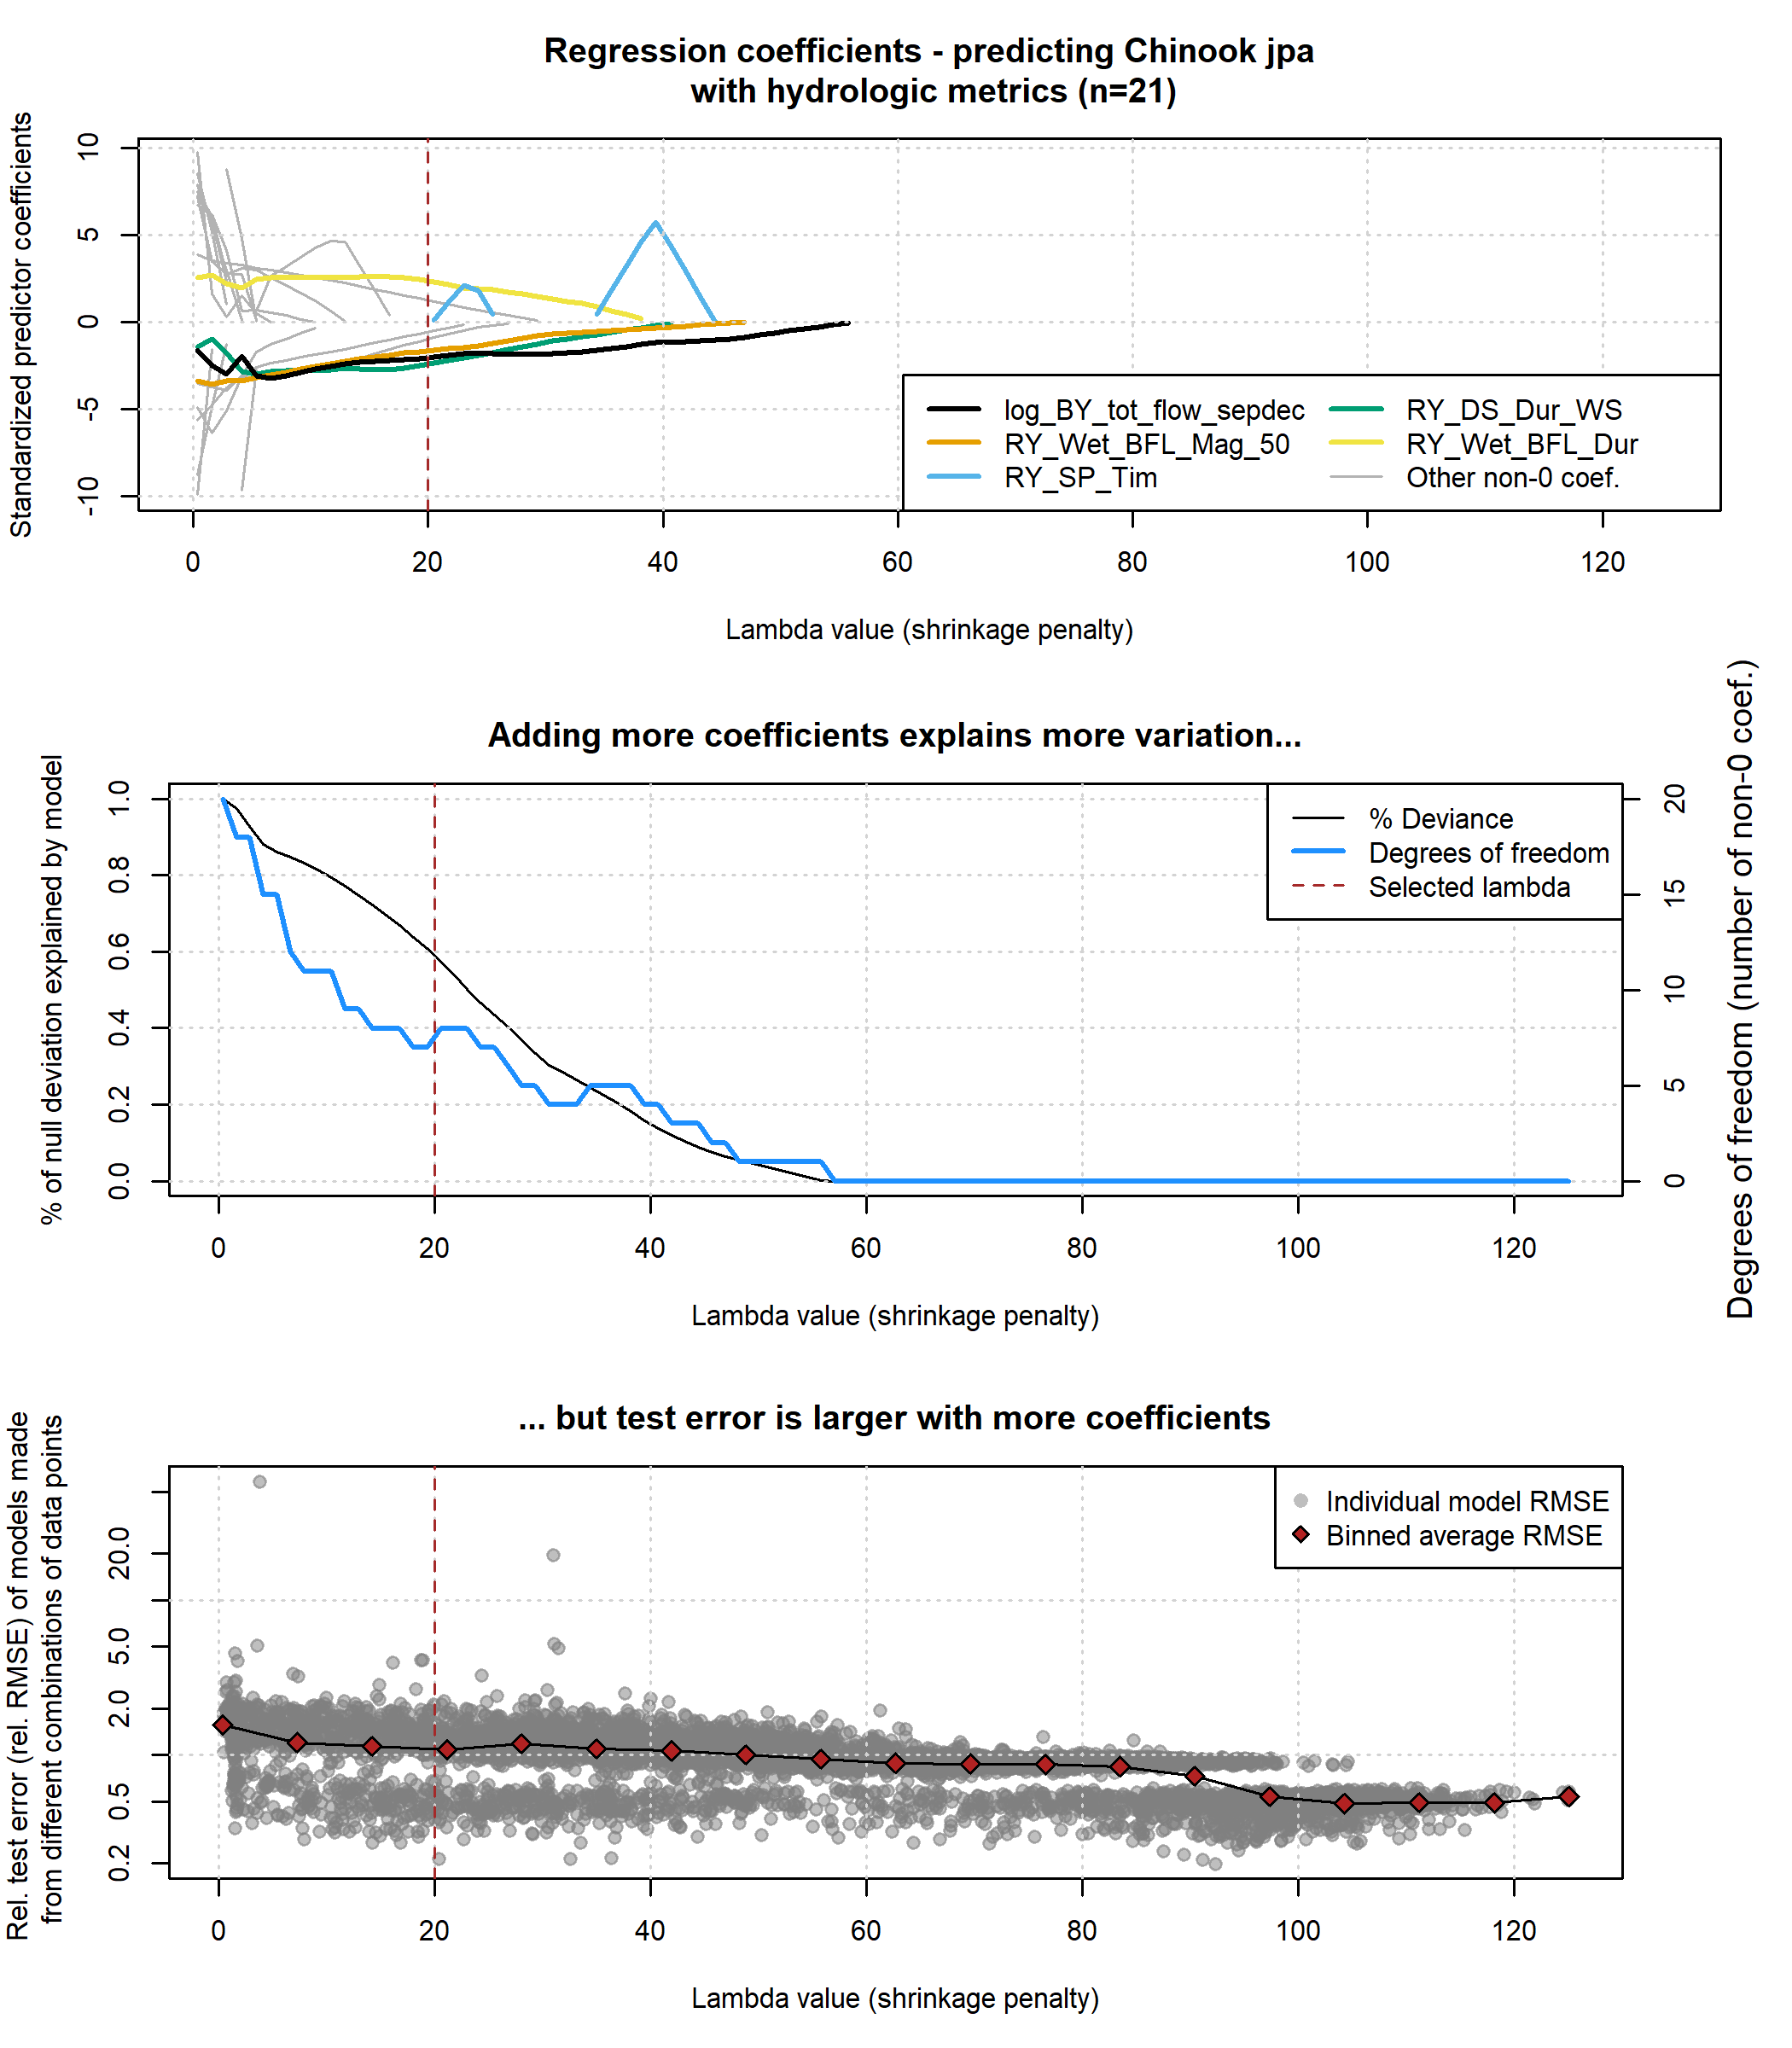 Regression coefficients - predicting Chinook jpa
with hydrologic metrics (n=21)
Standardized predictor coefficients
10
5
0
-5
-10
log_BY_tot_flow_sepdec
RY_Wet_BFL_Mag_50
RY_SP_Tim
RY_DS_Dur_WS
RY_Wet_BFL_Dur
Other non-0 coef.
0 20 40 60 80 100 120
Lambda value (shrinkage penalty)
Adding more coefficients explains more variation...
% of null deviation explained by model
1.0
0.8
0.6
0.4
0.2
0.0
% Deviance
Degrees of freedom
Selected lambda
20
15
10
5
0
Degrees of freedom (number of non-0 coef.)
0 20 40 60 80 100 120
Lambda value (shrinkage penalty)
... but test error is larger with more coefficients
Rel. test error (rel. RMSE) of models made
from different combinations of data points
20.0
5.0
2.0
0.5
0.2
Individual model RMSE
Binned average RMSE
0 20 40 60 80 100 120
Lambda value (shrinkage penalty)